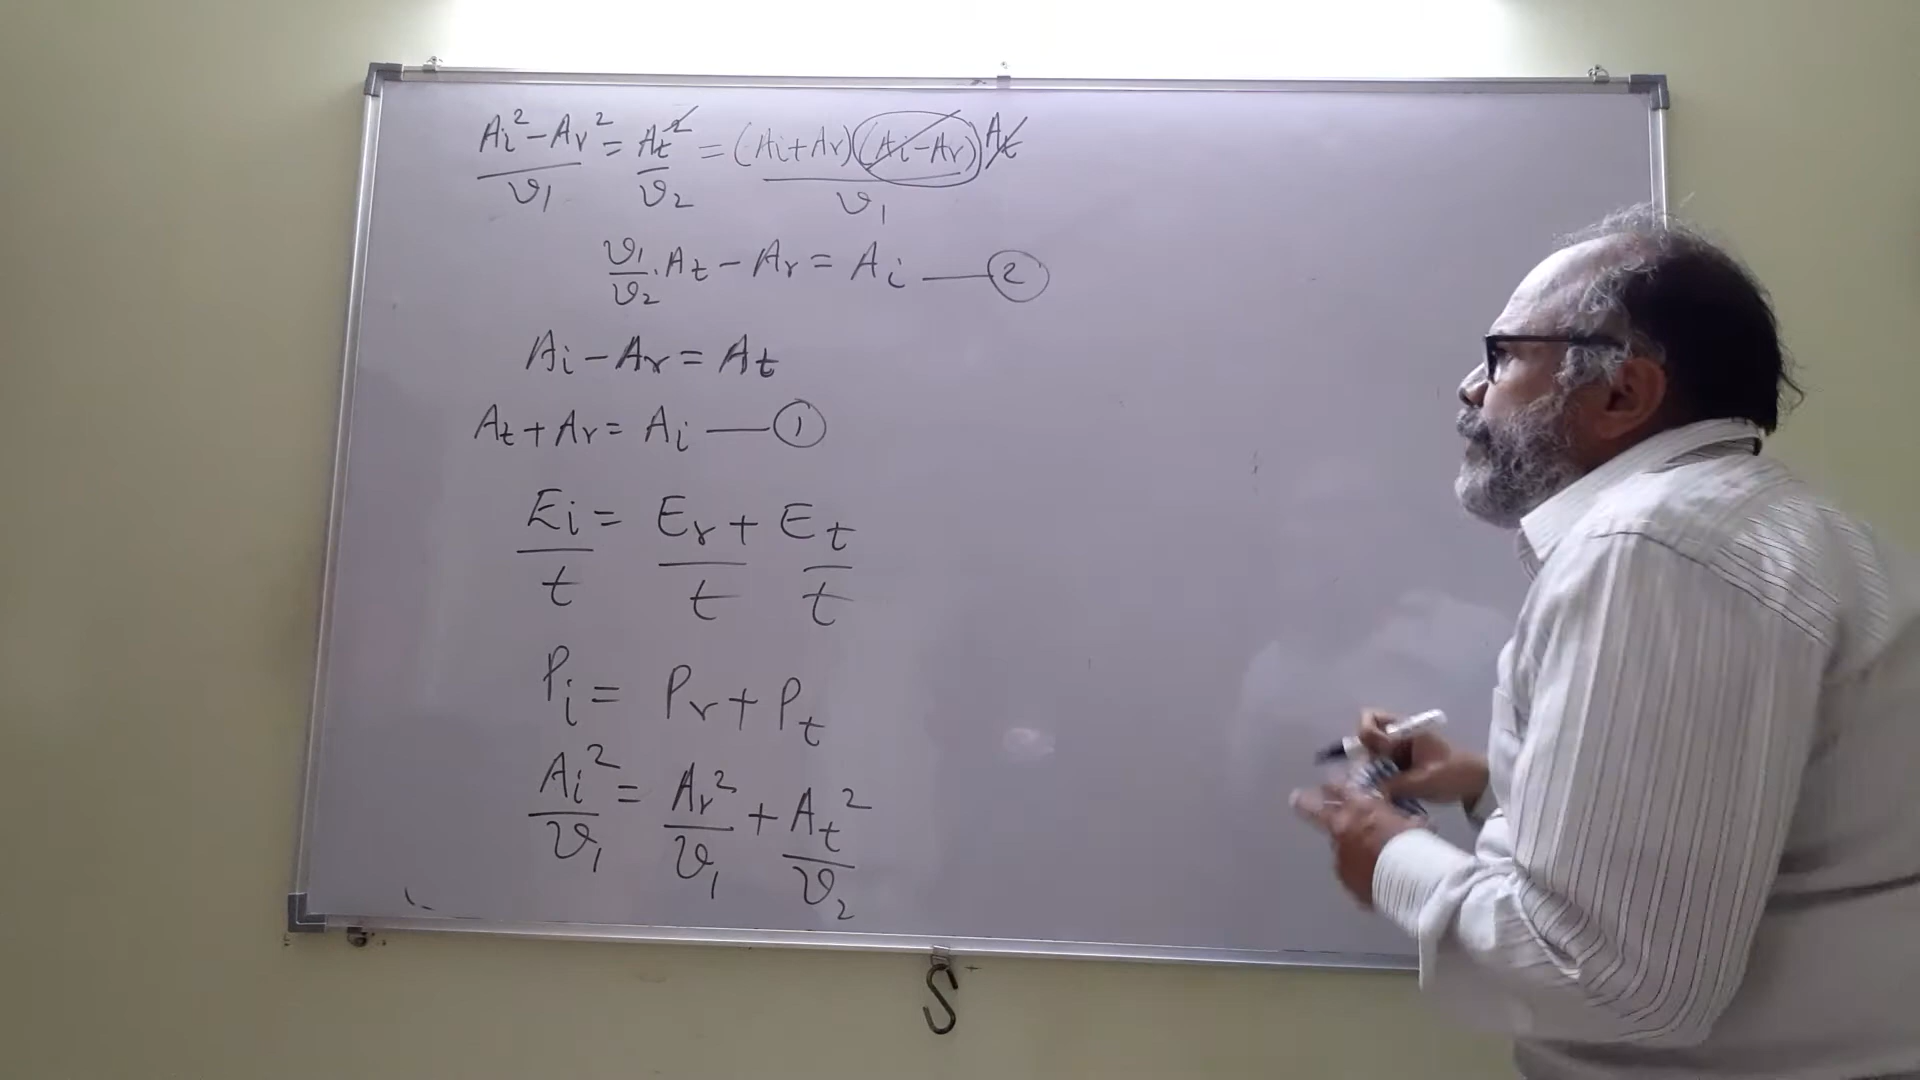 (Ai² - Ar²)/v₁ = At²/v₂ = (Ai + Ar)(Ai - Ar) At/v₁
v₁/v₂ . At - Ar = Ai — ②
Ai - Ar = At
At + Ar = Ai — ①
Ei/t = Er/t + Et/t
Pi = Pr + Pt
Ai²/v₁ = Ar²/v₁ + At²/v₂